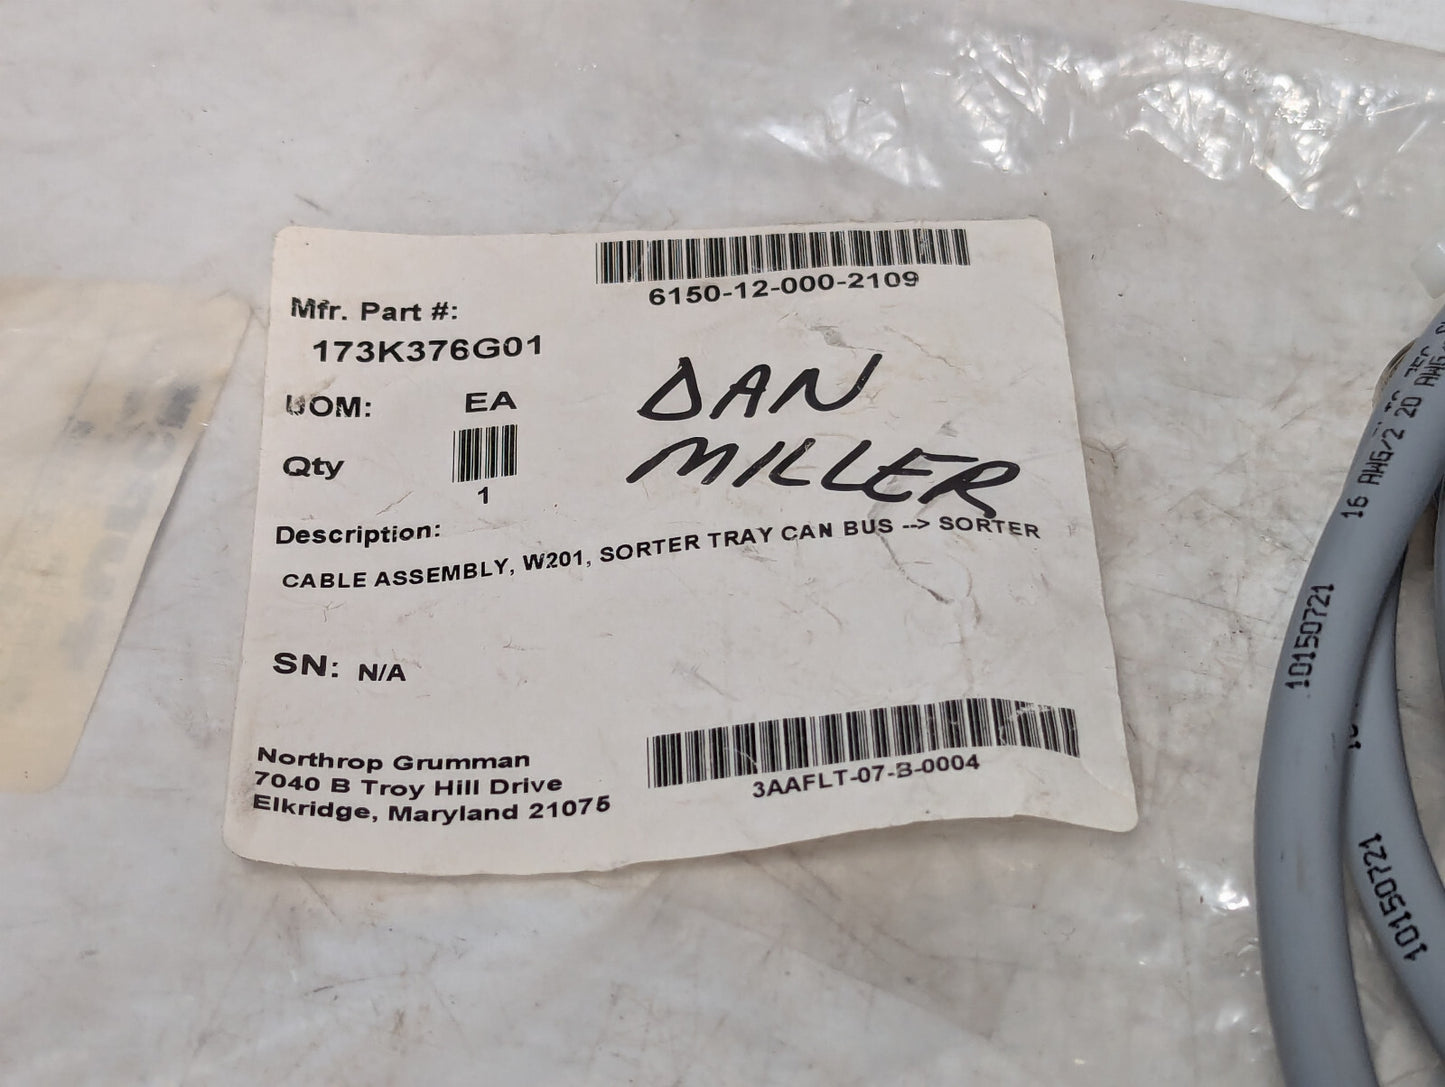 6150-12-000-2109
Mfr. Part #:
173K376G01
UOM: EA
Qty
1
DAN
MILLER
Description:
CABLE ASSEMBLY, W201, SORTER TRAY CAN BUS --> SORTER
SN: N/A
Northrop Grumman
7040 B Troy Hill Drive
Elkridge, Maryland 21075
3AAFLT-07-B-0004
16 AWG/2 20 AWG
10150721
10150721